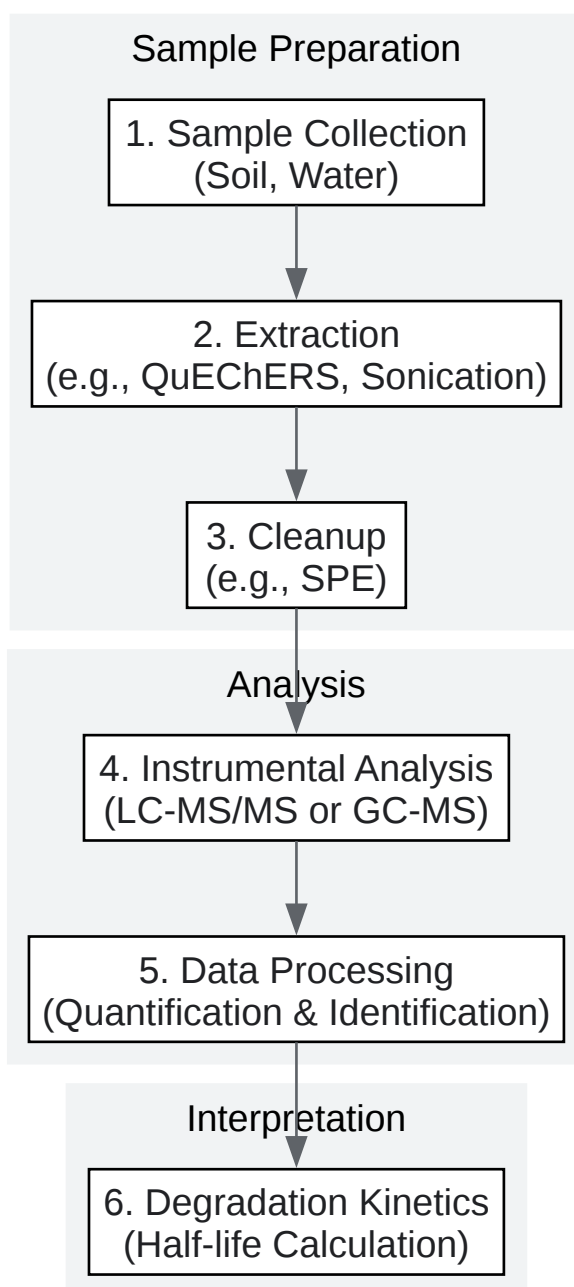 Sample Preparation
1. Sample Collection
(Soil, Water)
2. Extraction
(e.g., QuEChERS, Sonication)
3. Cleanup
(e.g., SPE)
Analysis
4. Instrumental Analysis
(LC-MS/MS or GC-MS)
5. Data Processing
(Quantification & Identification)
Interpretation
6. Degradation Kinetics
(Half-life Calculation)